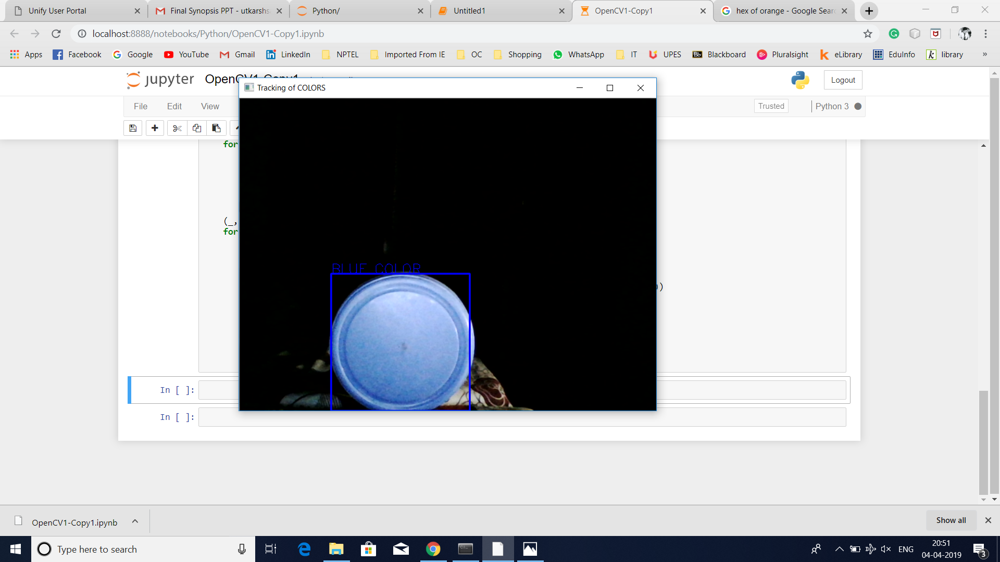 Unify User Portal
Final Synopsis PPT - utkarshs
Python/
Untitled1
OpenCV1-Copy1
hex of orange - Google Sear
localhost:8888/notebooks/Python/OpenCV1-Copy1.ipynb
Apps
Facebook
Google
YouTube
Gmail
LinkedIn
NPTEL
Imported From IE
OC
Shopping
WhatsApp
IT
UPES
Bb Blackboard
Pluralsight
eLibrary
EduInfo
library
»
jupyter
OpenCV1-Copy1
Logout
Tracking of COLORS
File
Edit
View
Trusted
Python 3
for
(_,
for
))
BLUE COLOR
In [ ]:
In [ ]:
OpenCV1-Copy1.ipynb
Show all
Type here to search
ENG
20:51
04-04-2019
3